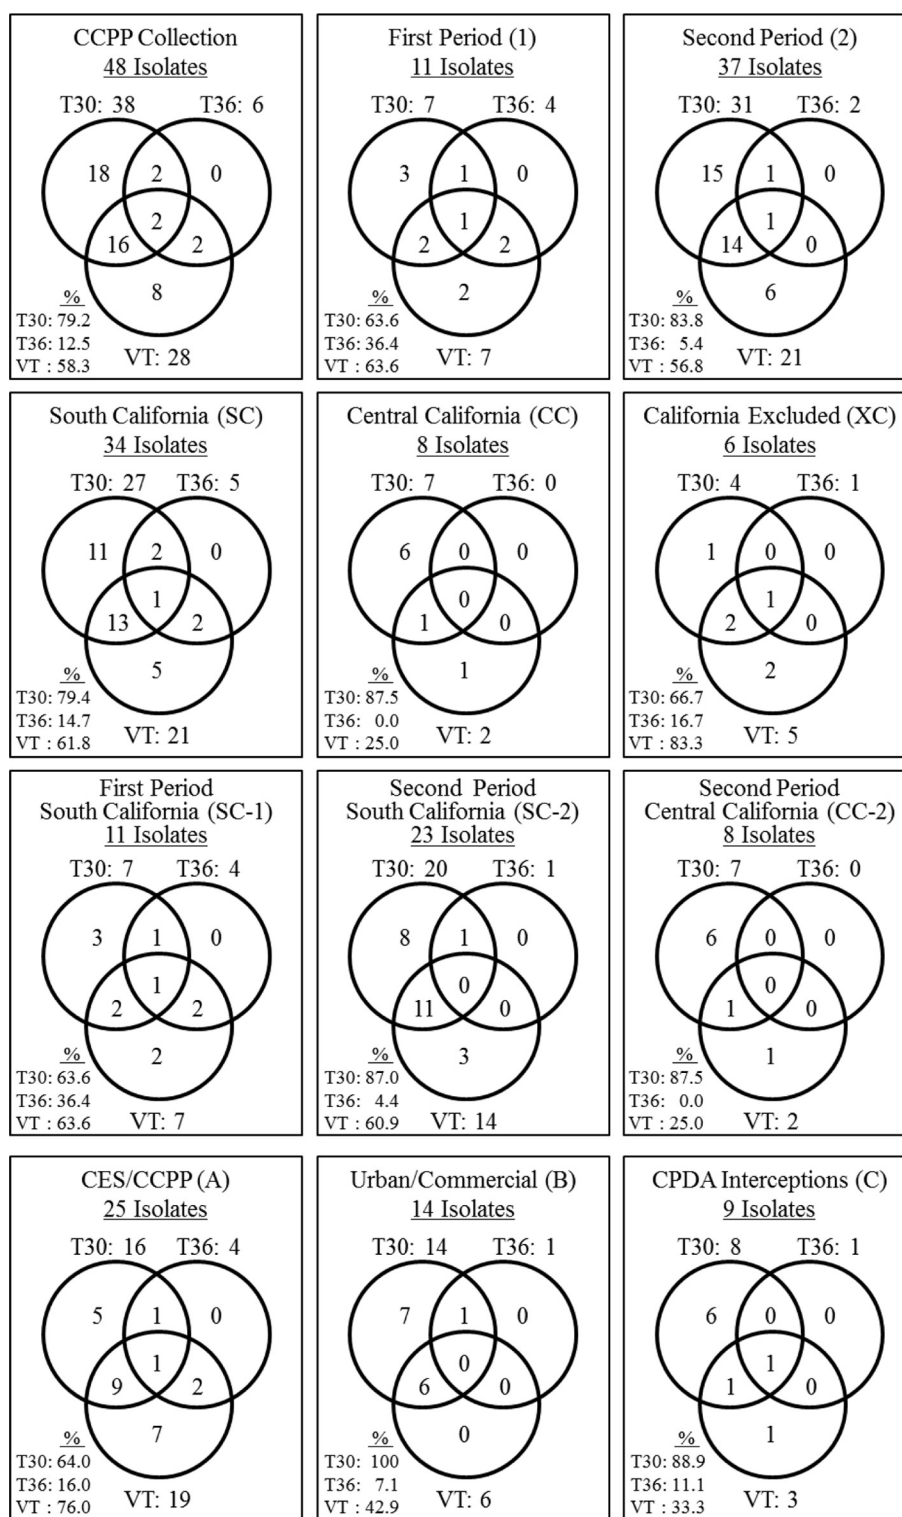 CCPP Collection
48 Isolates
T30: 38 T36: 6
18 2 0
2
16 2
8
%
T30: 79.2
T36: 12.5
VT : 58.3
VT: 28
First Period (1)
11 Isolates
T30: 7 T36: 4
3 1 0
1
2 2
2
%
T30: 63.6
T36: 36.4
VT : 63.6
VT: 7
Second Period (2)
37 Isolates
T30: 31 T36: 2
15 1 0
1
14 0
6
%
T30: 83.8
T36: 5.4
VT : 56.8
VT: 21
South California (SC)
34 Isolates
T30: 27 T36: 5
11 2 0
1
13 2
5
%
T30: 79.4
T36: 14.7
VT : 61.8
VT: 21
Central California (CC)
8 Isolates
T30: 7 T36: 0
6 0 0
0
1 0
1
%
T30: 87.5
T36: 0.0
VT : 25.0
VT: 2
California Excluded (XC)
6 Isolates
T30: 4 T36: 1
1 0 0
1
2 0
2
%
T30: 66.7
T36: 16.7
VT : 83.3
VT: 5
First Period
South California (SC-1)
11 Isolates
T30: 7 T36: 4
3 1 0
1
2 2
2
%
T30: 63.6
T36: 36.4
VT : 63.6
VT: 7
Second Period
South California (SC-2)
23 Isolates
T30: 20 T36: 1
8 1 0
0
11 0
3
%
T30: 87.0
T36: 4.4
VT : 60.9
VT: 14
Second Period
Central California (CC-2)
8 Isolates
T30: 7 T36: 0
6 0 0
0
1 0
1
%
T30: 87.5
T36: 0.0
VT : 25.0
VT: 2
CES/CCPP (A)
25 Isolates
T30: 16 T36: 4
5 1 0
1
9 2
7
%
T30: 64.0
T36: 16.0
VT : 76.0
VT: 19
Urban/Commercial (B)
14 Isolates
T30: 14 T36: 1
7 1 0
0
6 0
0
%
T30: 100
T36: 7.1
VT : 42.9
VT: 6
CPDA Interceptions (C)
9 Isolates
T30: 8 T36: 1
6 0 0
1
1 0
1
%
T30: 88.9
T36: 11.1
VT : 33.3
VT: 3